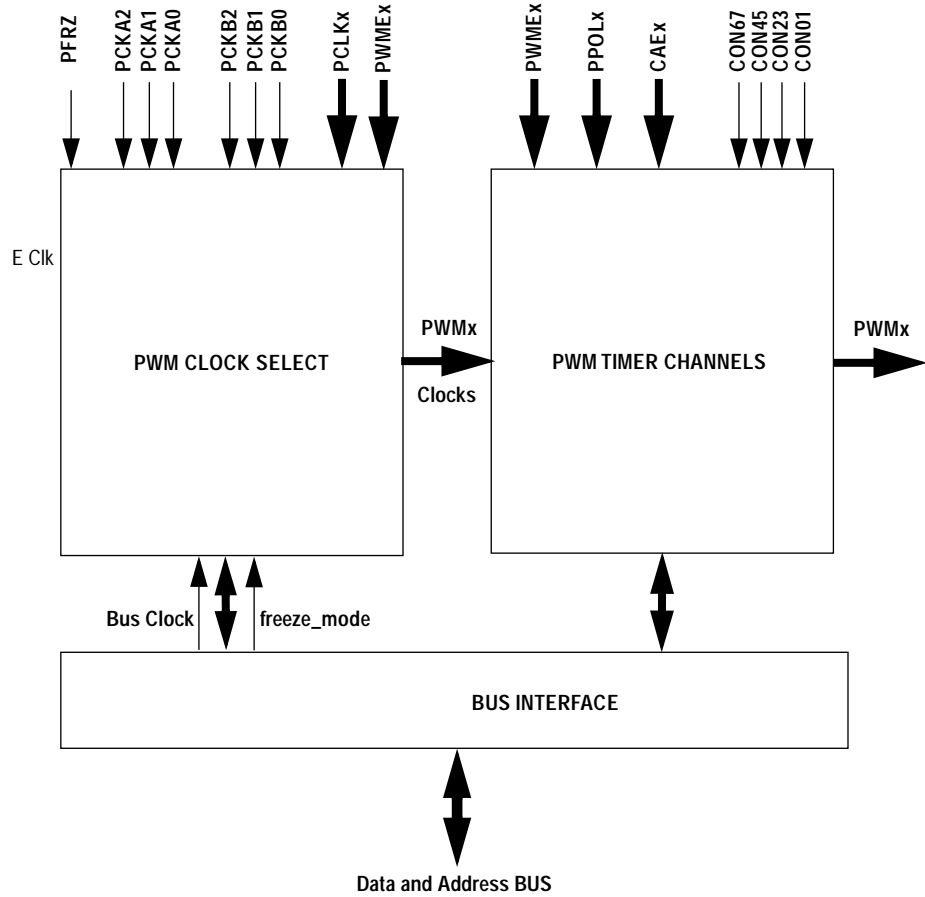 PFRZ
PCKA2
PCKA1
PCKA0
PCKB2
PCKB1
PCKB0
PCLKx
PWMEx
PWMEx
PPOLx
CAEx
CON67
CON45
CON23
CON01
E Clk
PWM CLOCK SELECT
PWMx
Clocks
PWM TIMER CHANNELS
PWMx
Bus Clock
freeze_mode
BUS INTERFACE
Data and Address BUS